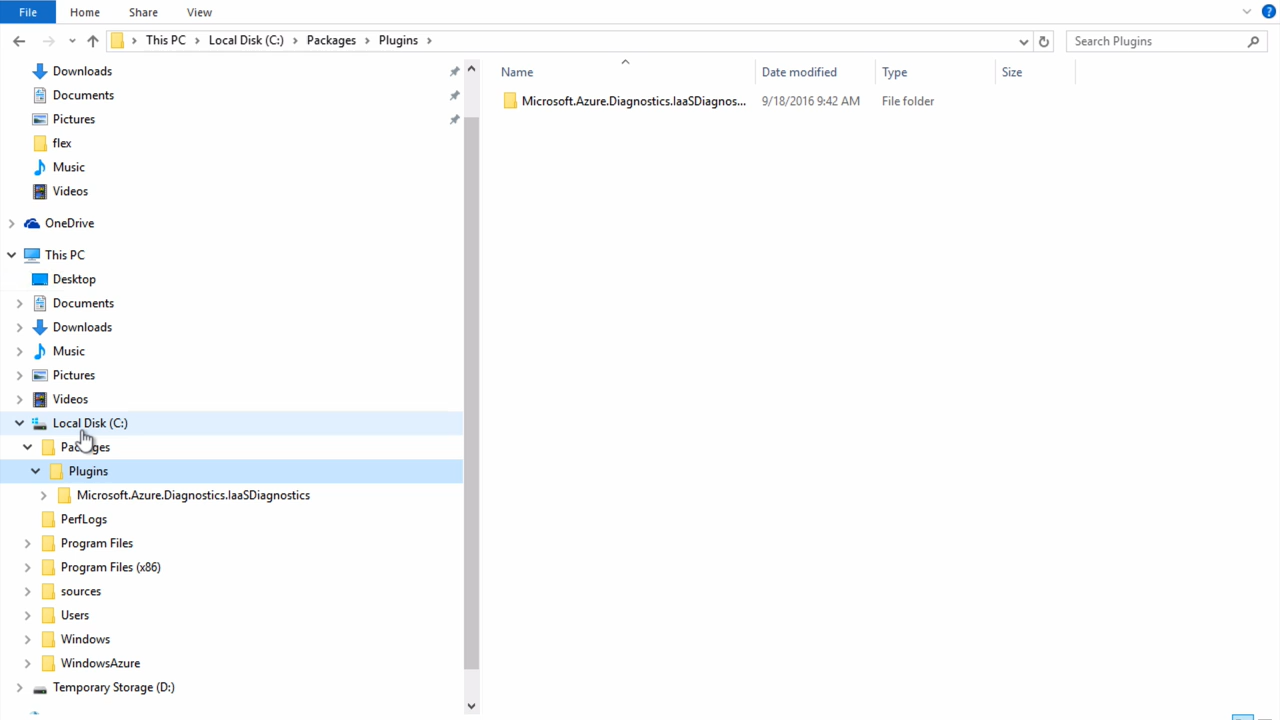 File Home Share View
This PC Local Disk (C:) Packages Plugins Search Plugins
Downloads
Documents
Pictures
flex
Music
Videos
OneDrive
This PC
Desktop
Documents
Downloads
Music
Pictures
Videos
Local Disk (C:)
Packages
Plugins
Microsoft.Azure.Diagnostics.IaaSDiagnostics
PerfLogs
Program Files
Program Files (x86)
sources
Users
Windows
WindowsAzure
Temporary Storage (D:)
Name Date modified Type Size
Microsoft.Azure.Diagnostics.IaaSDiagnos... 9/18/2016 9:42 AM File folder